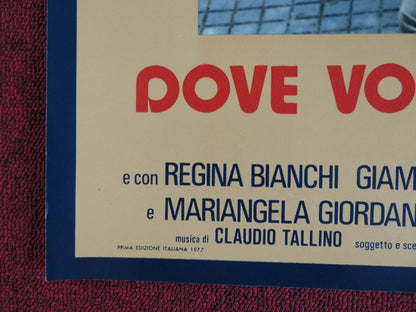 DOVE VO
e con REGINA BIANCHI GIAM
e MARIANGELA GIORDAN
musica di CLAUDIO TALLINO soggetto e sce
PRIMA EDIZIONE ITALIANA 1977